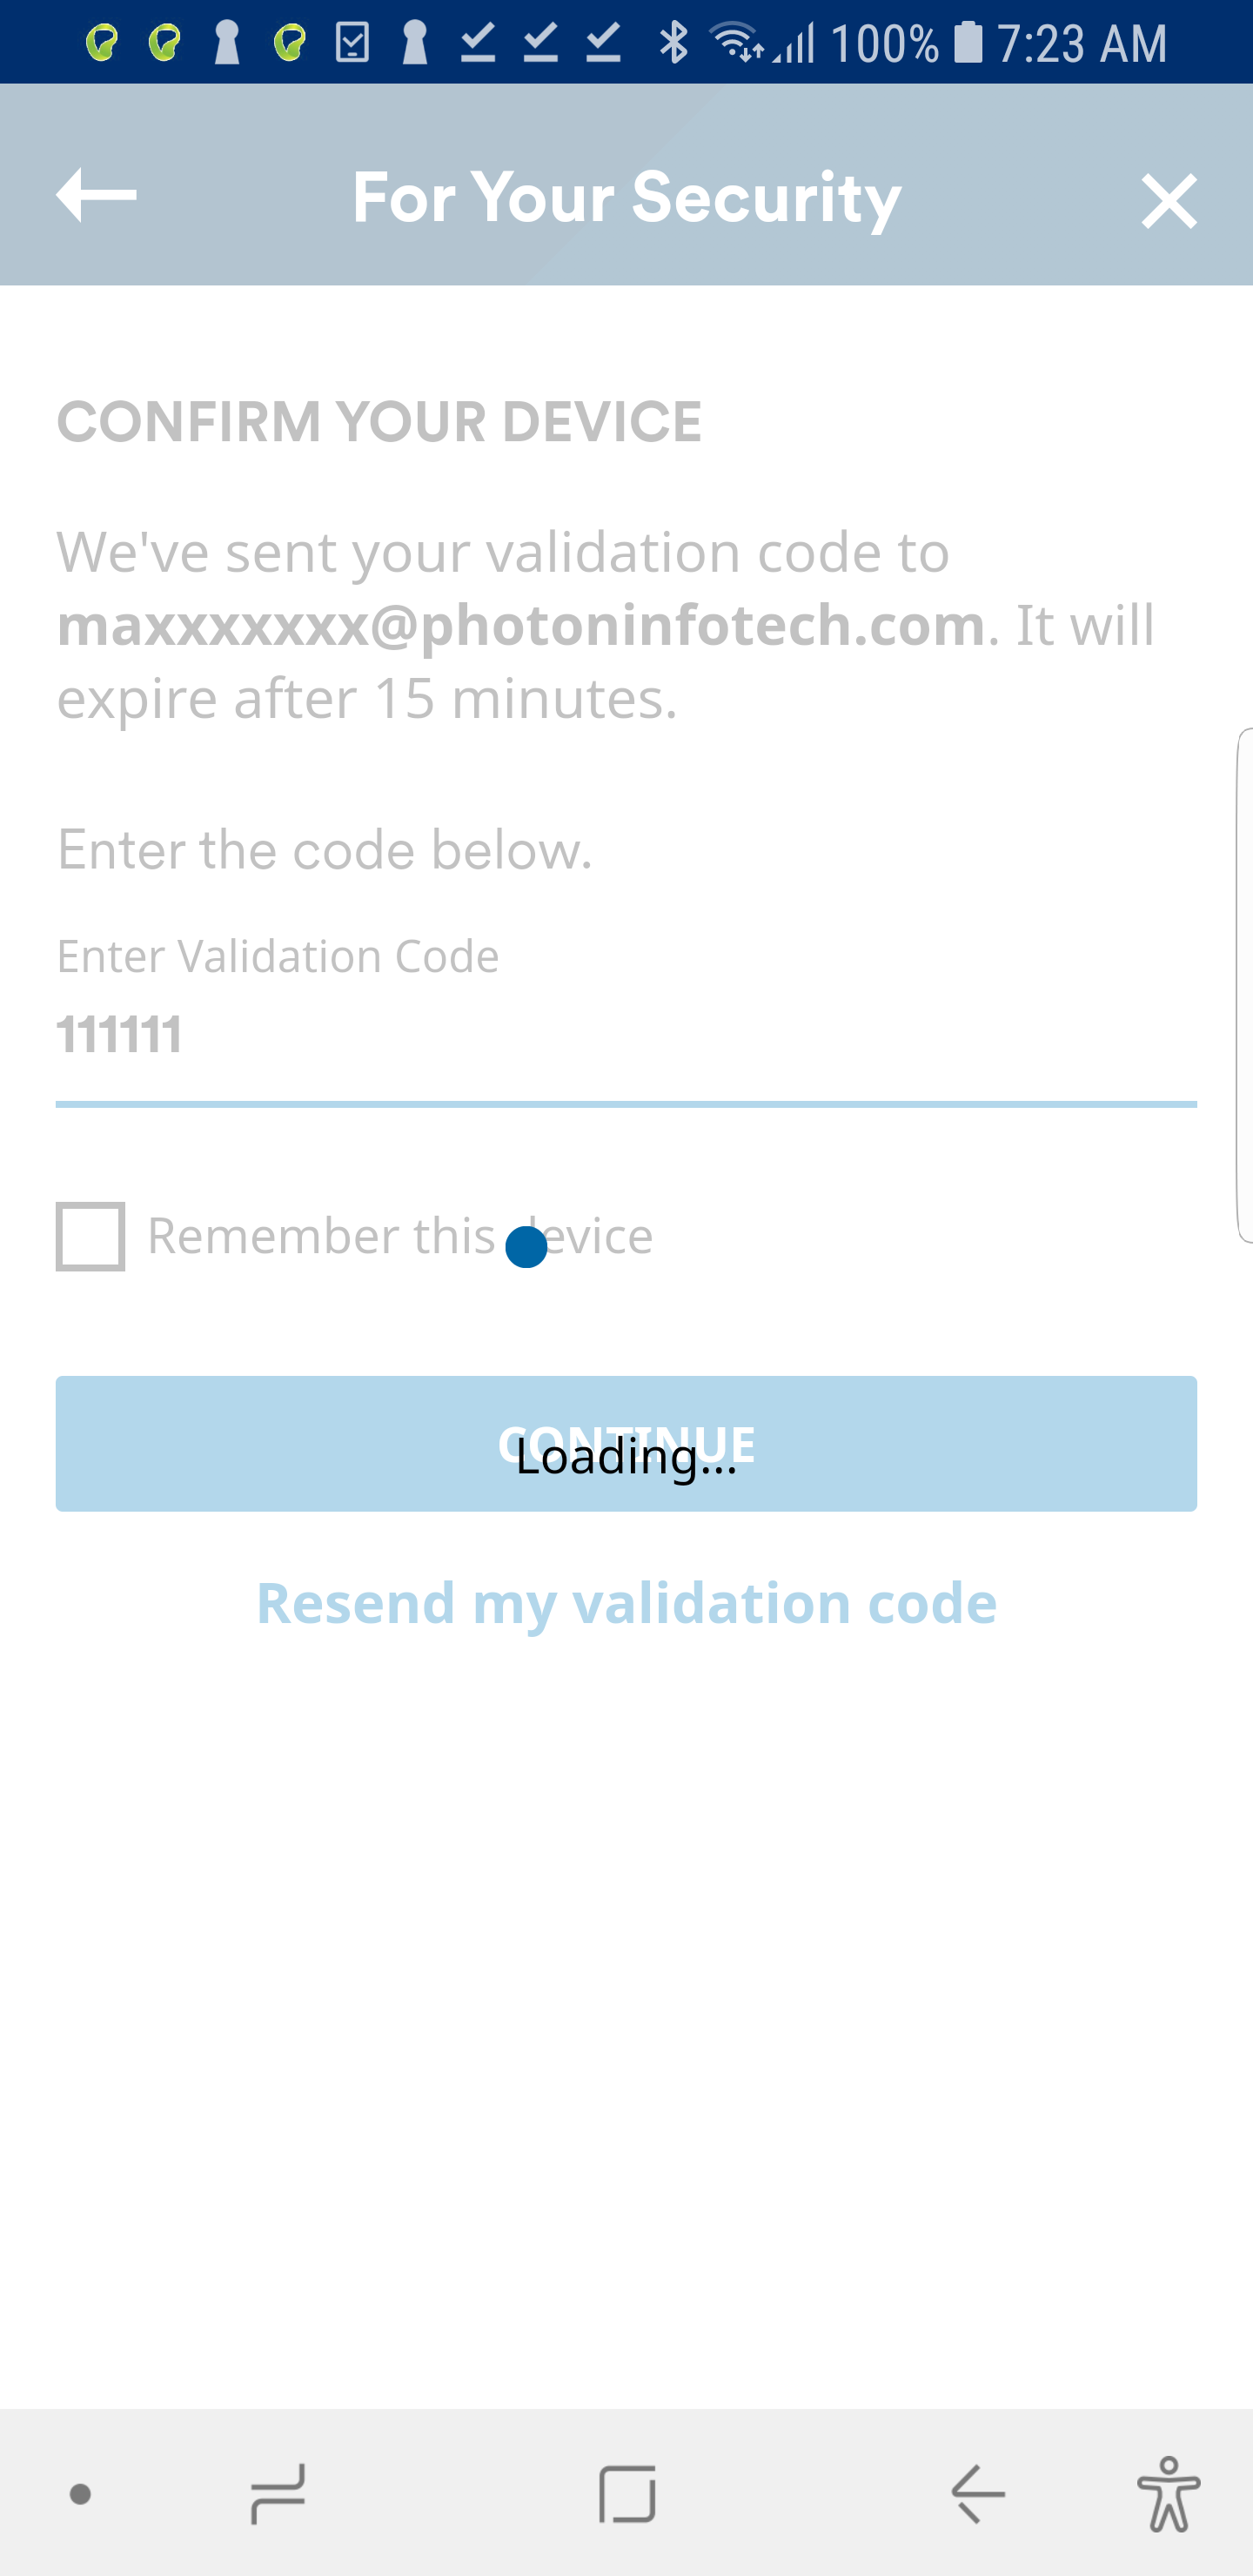 100% 7:23 AM
For Your Security
CONFIRM YOUR DEVICE
We've sent your validation code to
maxxxxxxx@photoninfotech.com. It will
expire after 15 minutes.
Enter the code below.
Enter Validation Code
111111
Remember this device
CONTINUE
Loading...
Resend my validation code